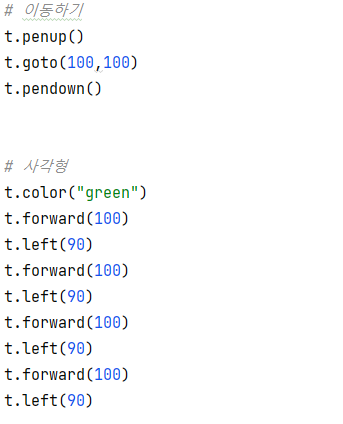 # 이동하기
t.penup()
t.goto(100,100)
t.pendown()
# 사각형
t.color("green")
t.forward(100)
t.left(90)
t.forward(100)
t.left(90)
t.forward(100)
t.left(90)
t.forward(100)
t.left(90)